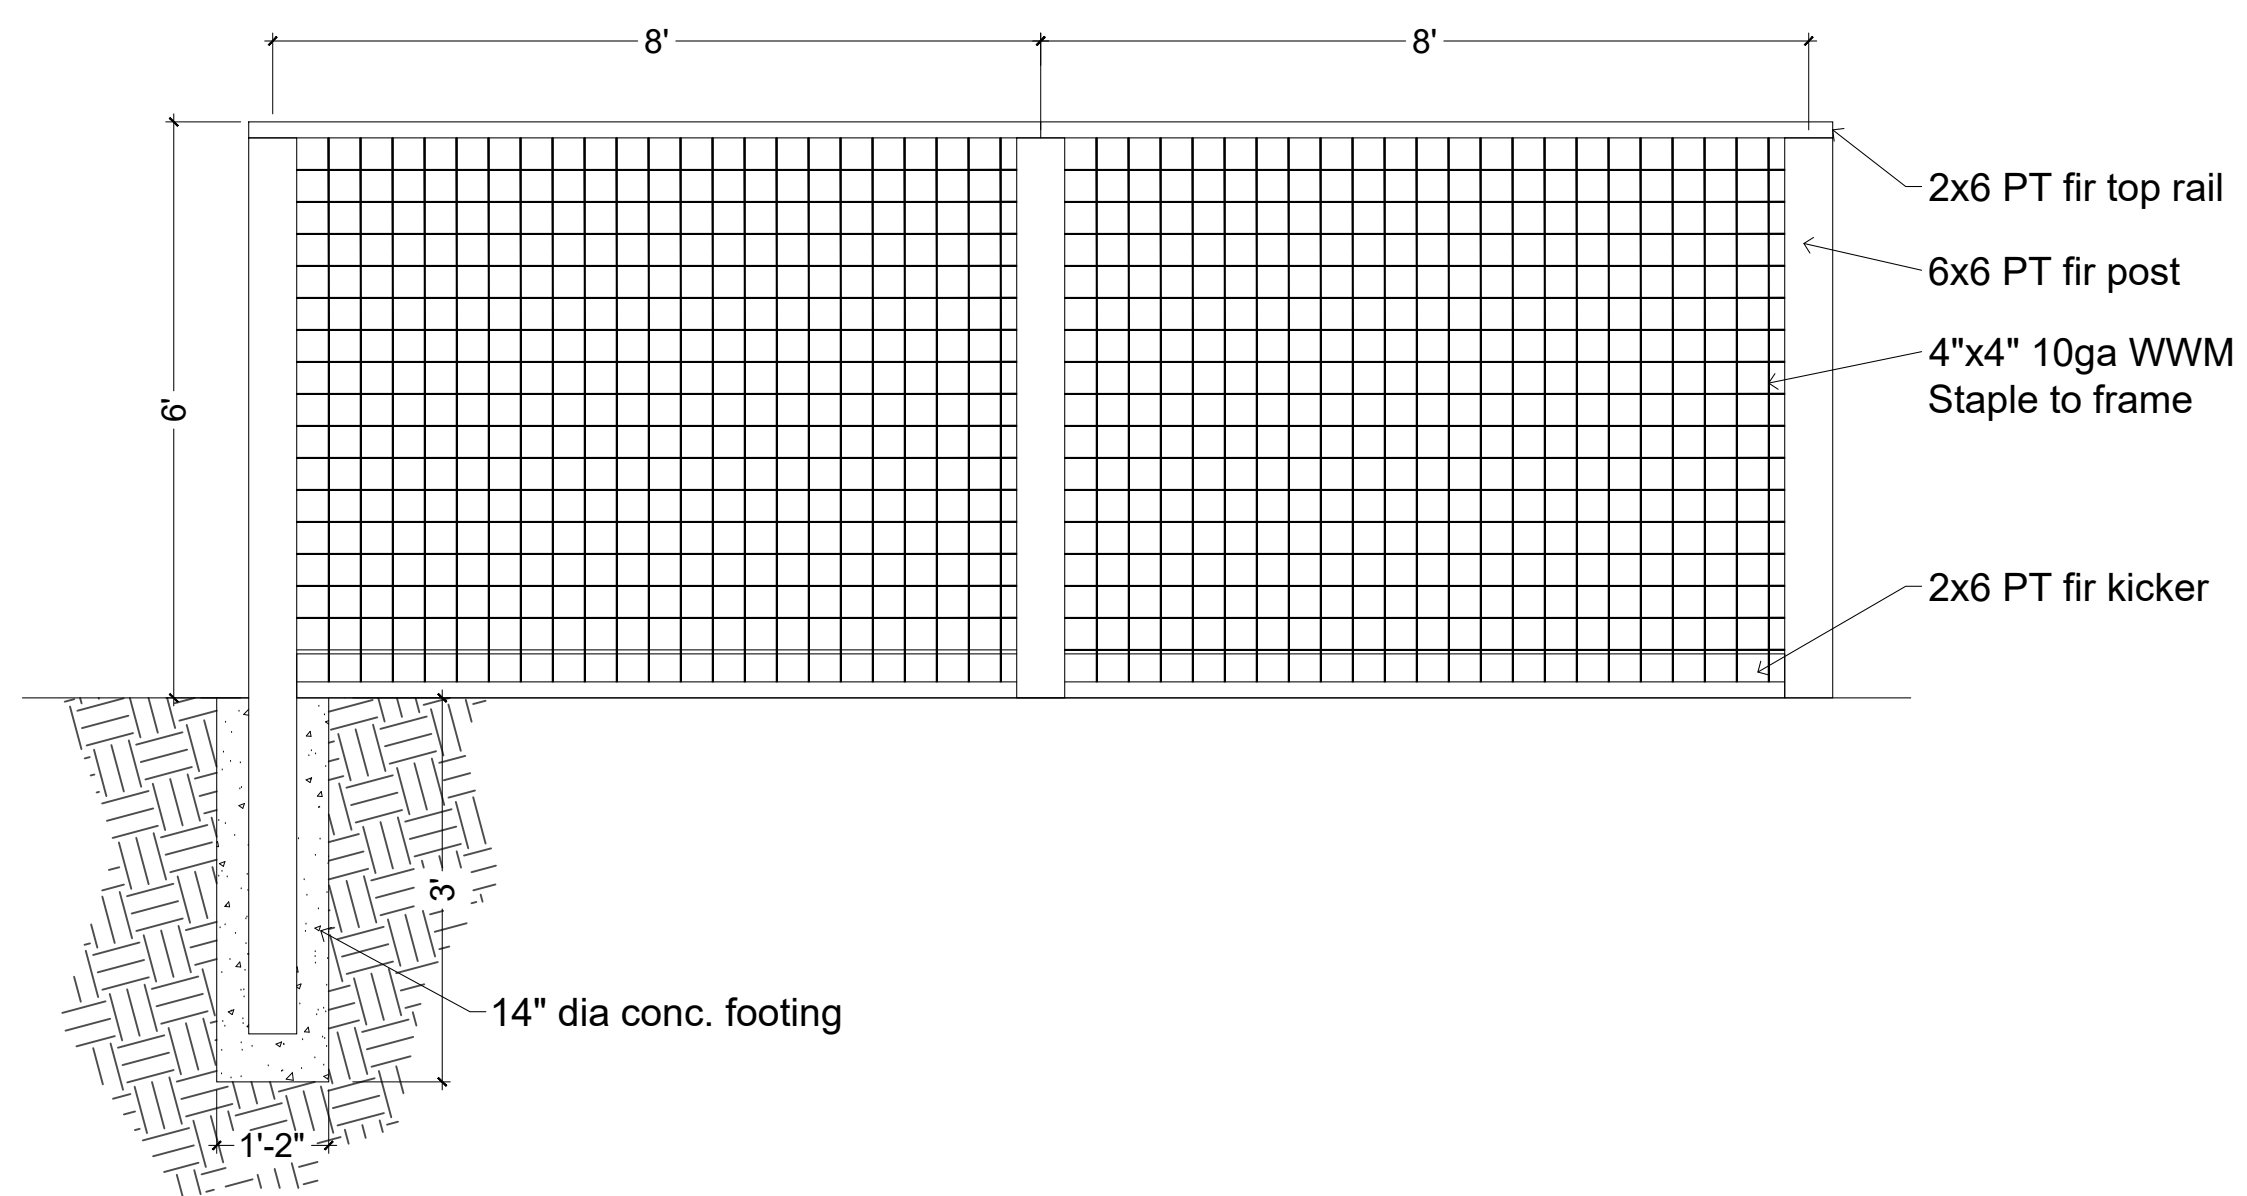 8'
8'
2x6 PT fir top rail
6x6 PT fir post
4"x4" 10ga WWM
Staple to frame
6'
2x6 PT fir kicker
3'
14" dia conc. footing
1'-2"